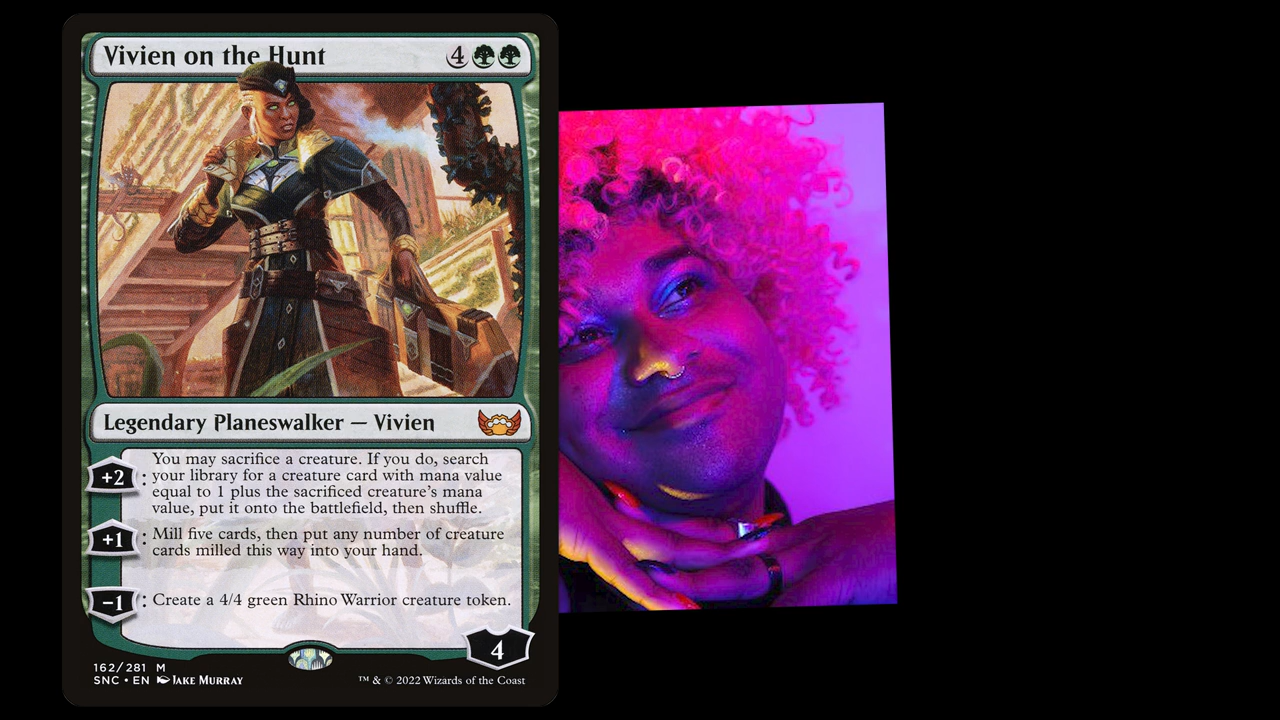 Vivien on the Hunt
4
Legendary Planeswalker — Vivien
+2: You may sacrifice a creature. If you do, search
your library for a creature card with mana value
equal to 1 plus the sacrificed creature's mana
value, put it onto the battlefield, then shuffle.
+1: Mill five cards, then put any number of creature
cards milled this way into your hand.
−1: Create a 4/4 green Rhino Warrior creature token.
4
162/281 M
SNC • EN JAKE MURRAY
™ & © 2022 Wizards of the Coast